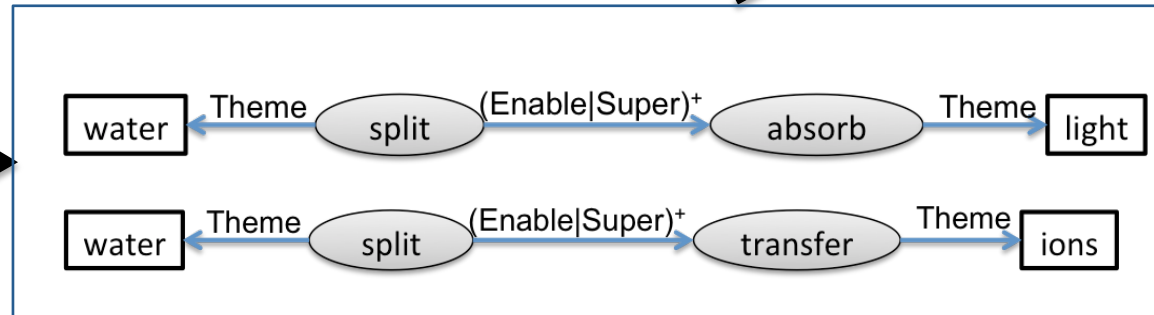 water Theme split (Enable|Super)+ absorb Theme light
water Theme split (Enable|Super)+ transfer Theme ions